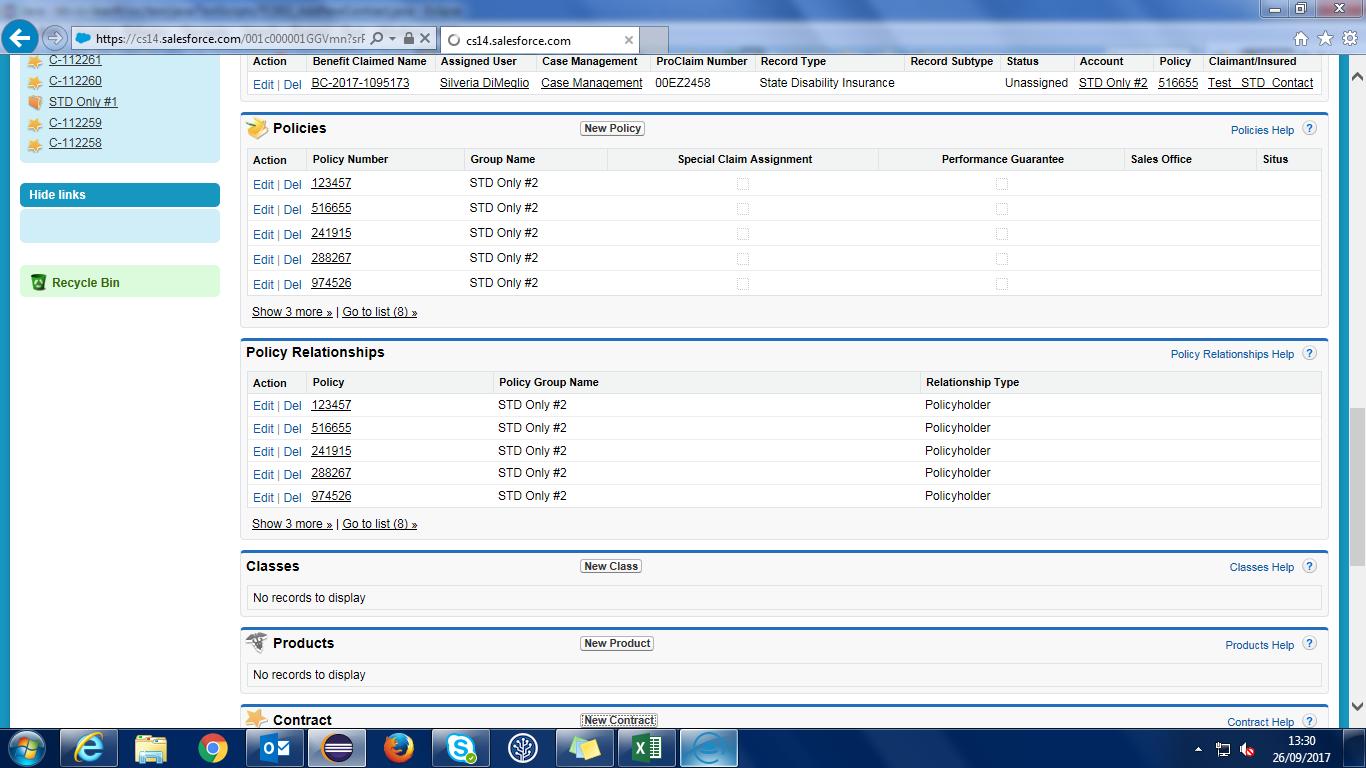 https://cs14.salesforce.com/001c000001GGVmn?srF
cs14.salesforce.com
C-112261
C-112260
STD Only #1
C-112259
C-112258
Hide links
Recycle Bin
Action Benefit Claimed Name Assigned User Case Management ProClaim Number Record Type Record Subtype Status Account Policy Claimant/Insured
Edit | Del BC-2017-1095173 Silveria DiMeglio Case Management 00EZ2458 State Disability Insurance Unassigned STD Only #2 516655 Test STD Contact
Policies New Policy Policies Help ?
Action Policy Number Group Name Special Claim Assignment Performance Guarantee Sales Office Situs
Edit | Del 123457 STD Only #2
Edit | Del 516655 STD Only #2
Edit | Del 241915 STD Only #2
Edit | Del 288267 STD Only #2
Edit | Del 974526 STD Only #2
Show 3 more » | Go to list (8) »
Policy Relationships Policy Relationships Help ?
Action Policy Policy Group Name Relationship Type
Edit | Del 123457 STD Only #2 Policyholder
Edit | Del 516655 STD Only #2 Policyholder
Edit | Del 241915 STD Only #2 Policyholder
Edit | Del 288267 STD Only #2 Policyholder
Edit | Del 974526 STD Only #2 Policyholder
Show 3 more » | Go to list (8) »
Classes New Class Classes Help ?
No records to display
Products New Product Products Help ?
No records to display
Contract New Contract Contract Help ?
13:30
26/09/2017